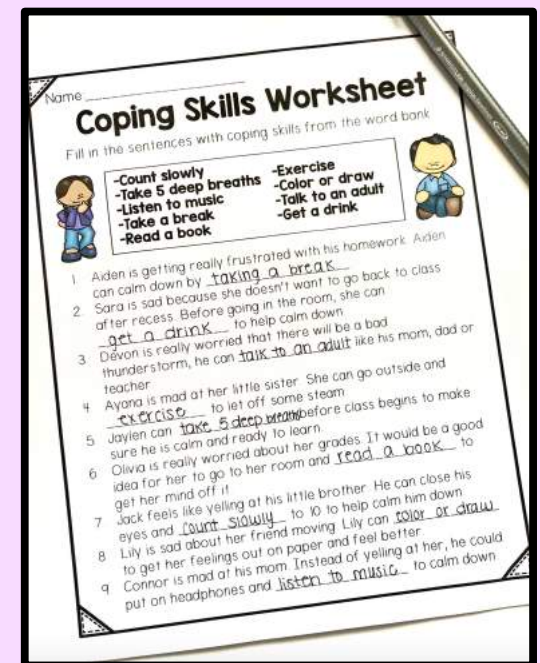 Name
Coping Skills Worksheet
Fill in the sentences with coping skills from the word bank
-Count slowly
-Take 5 deep breaths
-Listen to music
-Take a break
-Read a book
-Exercise
-Color or draw
-Talk to an adult
-Get a drink
1 Aiden is getting really frustrated with his homework. Aiden
can calm down by taking a break
2 Sara is sad because she doesn't want to go back to class
after recess. Before going in the room, she can
get a drink to help calm down
3 Devon is really worried that there will be a bad
thunderstorm, he can talk to an adult like his mom, dad or
teacher
4 Ayana is mad at her little sister. She can go outside and
exercise to let off some steam
5 Jaylen can take 5 deep breaths before class begins to make
sure he is calm and ready to learn.
6 Olivia is really worried about her grades. It would be a good
idea for her to go to her room and read a book to
get her mind off it
7 Jack feels like yelling at his little brother. He can close his
eyes and count slowly to 10 to help calm him down
8 Lily is sad about her friend moving. Lily can color or draw
to get her feelings out on paper and feel better
9 Connor is mad at his mom. Instead of yelling at her, he could
put on headphones and listen to music to calm down